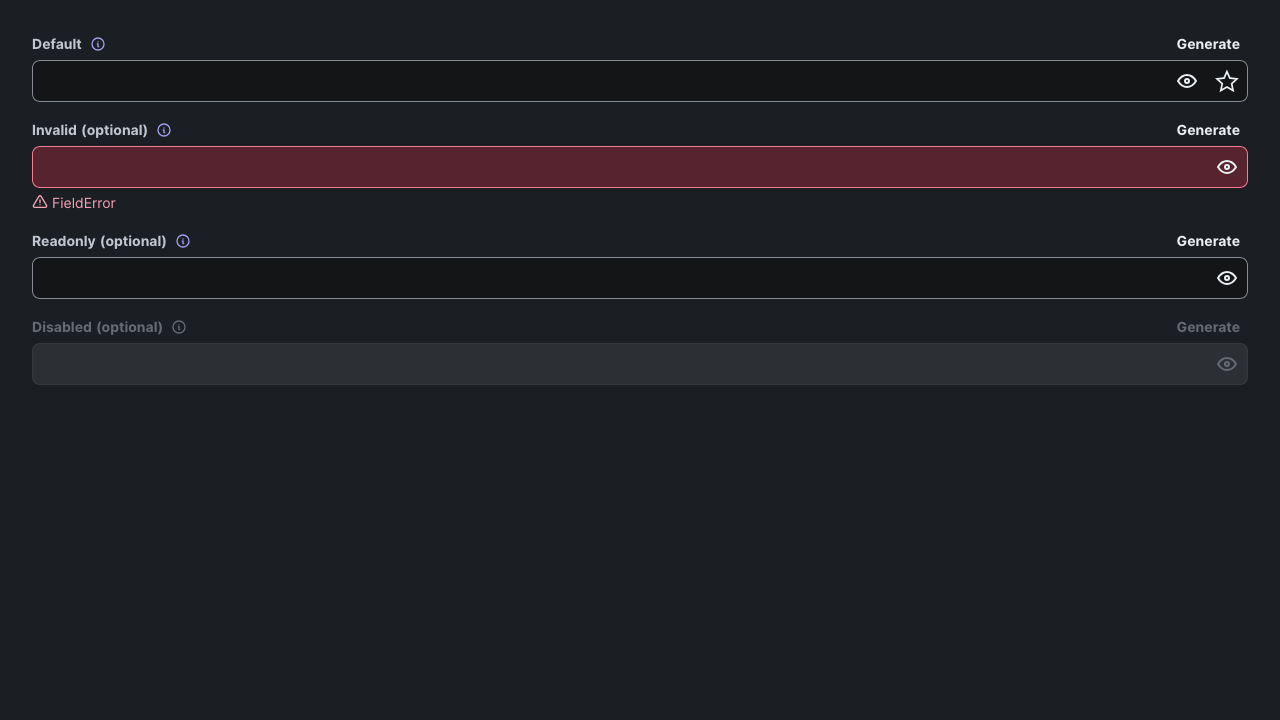 Default Generate
Invalid (optional) Generate
FieldError
Readonly (optional) Generate
Disabled (optional) Generate